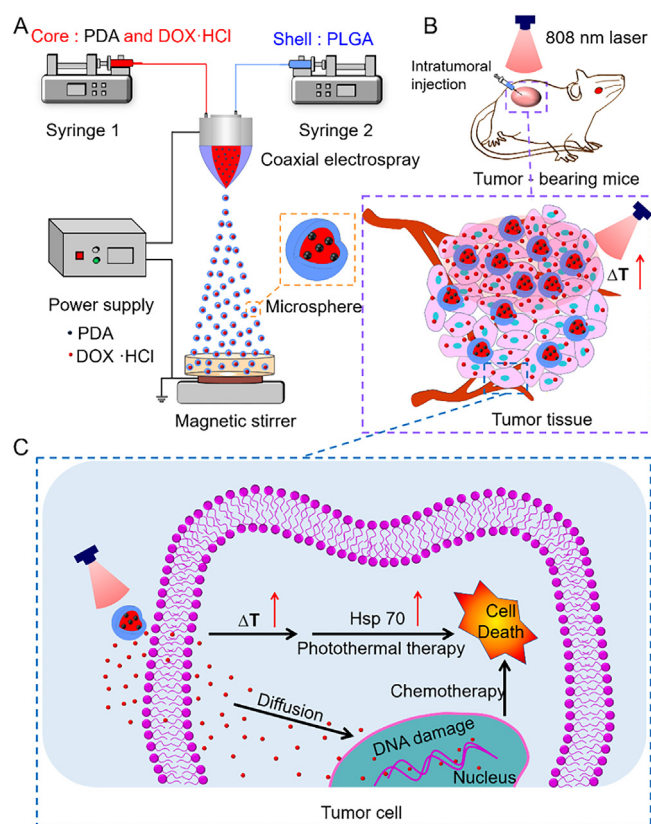 A
Core : PDA and DOX·HCl
Shell : PLGA
Syringe 1
Syringe 2
Coaxial electrospray
Power supply
Microsphere
PDA
DOX ·HCl
Magnetic stirrer
B
808 nm laser
Intratumoral
injection
Tumor - bearing mice
ΔT
Tumor tissue
C
ΔT
Hsp 70
Photothermal therapy
Cell
Death
Chemotherapy
Diffusion
DNA damage
Nucleus
Tumor cell